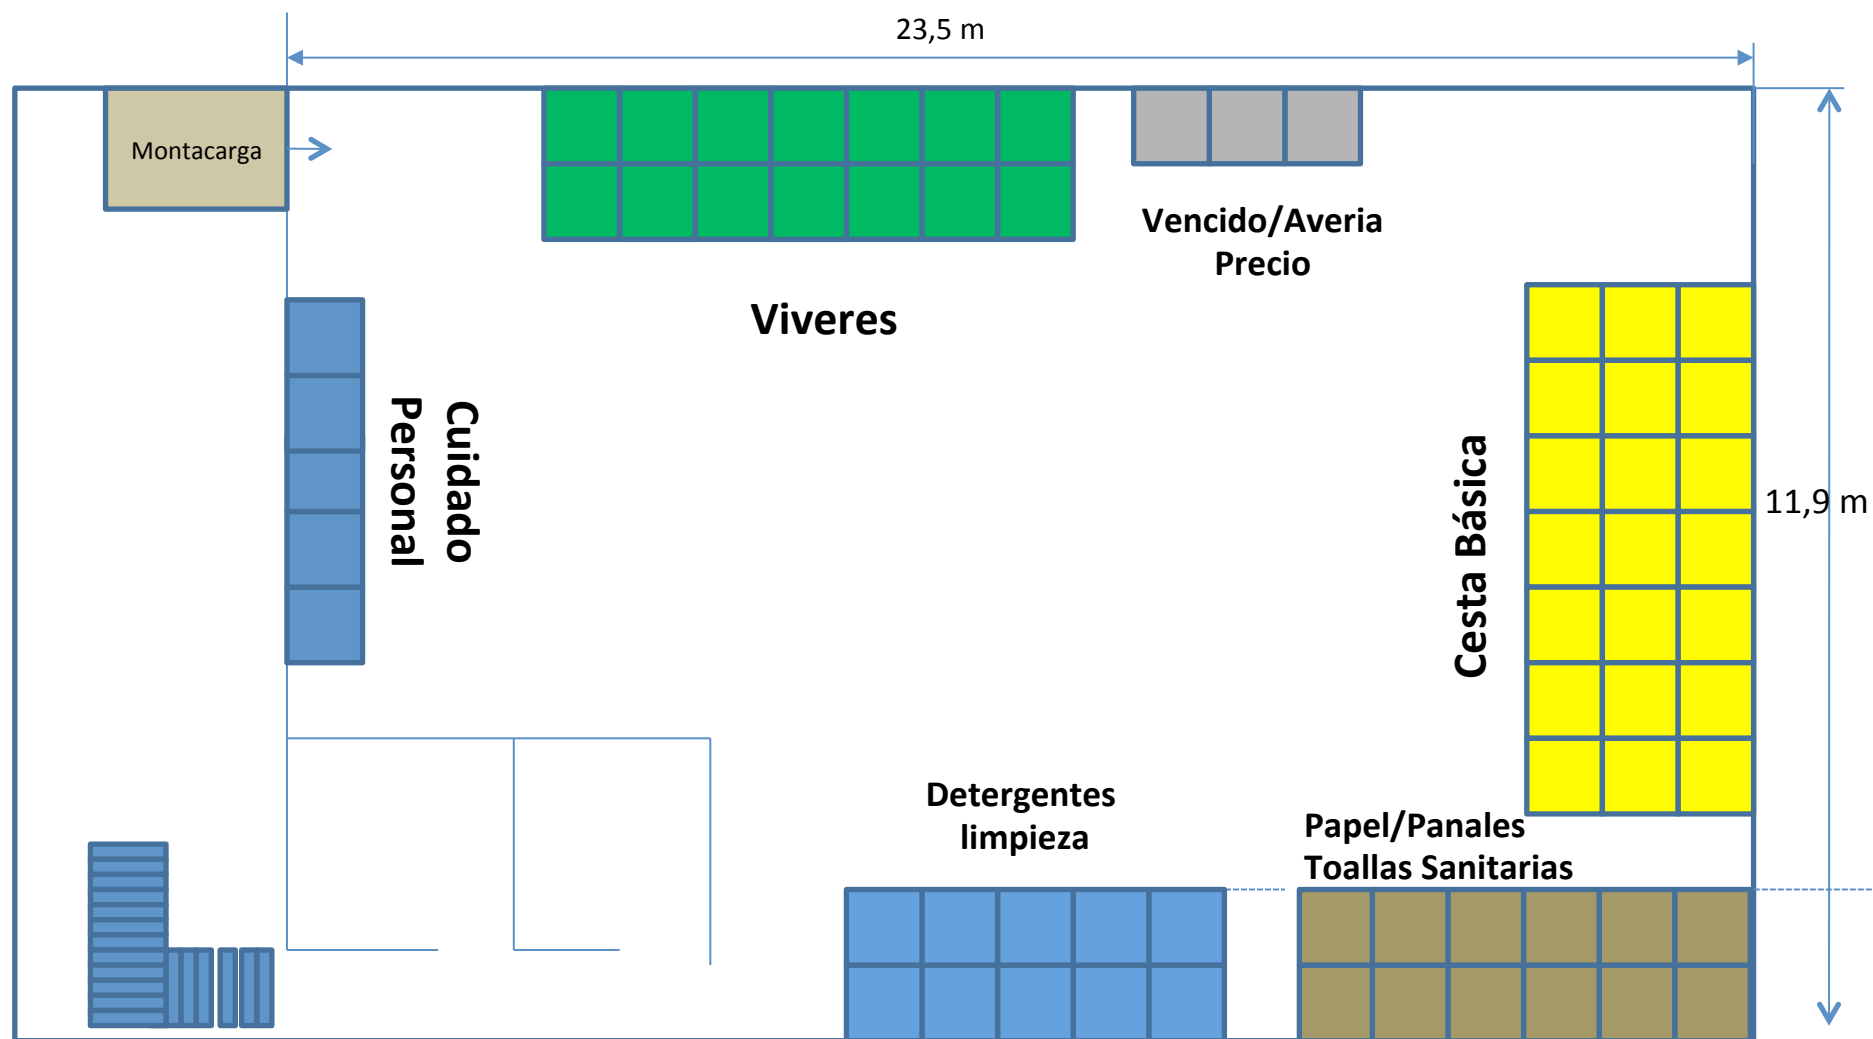 23,5 m
Montacarga
Vencido/Averia
Precio
Viveres
Cuidado
Personal
Cesta Básica
11,9 m
Detergentes
limpieza
Papel/Panales
Toallas Sanitarias